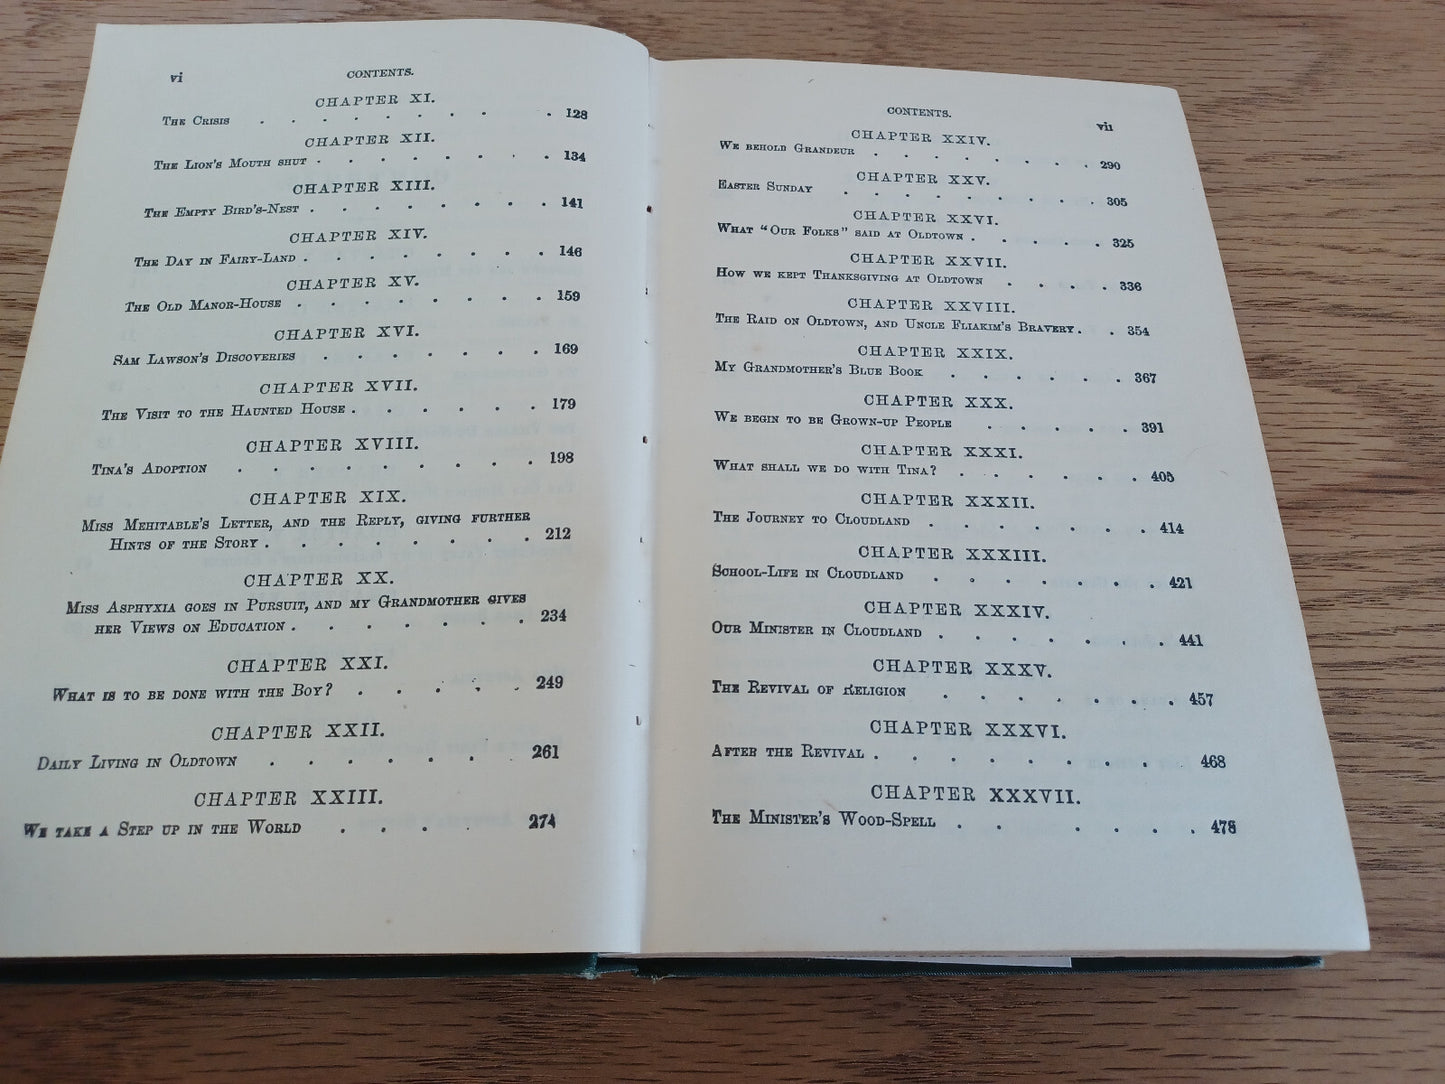 vi
CONTENTS.
CHAPTER XI.
THE CRISIS . . . . . . . . . 128
CHAPTER XII.
THE LION'S MOUTH SHUT . . . . . . . . 134
CHAPTER XIII.
THE EMPTY BIRD'S-NEST . . . . . . . . 141
CHAPTER XIV.
THE DAY IN FAIRY-LAND . . . . . . . . 146
CHAPTER XV.
THE OLD MANOR-HOUSE . . . . . . . . 159
CHAPTER XVI.
SAM LAWSON'S DISCOVERIES . . . . . . . 169
CHAPTER XVII.
THE VISIT TO THE HAUNTED HOUSE . . . . . . 179
CHAPTER XVIII.
TINA'S ADOPTION . . . . . . . . . 198
CHAPTER XIX.
MISS MEHITABLE'S LETTER, AND THE REPLY, GIVING FURTHER
HINTS OF THE STORY . . . . . . . . 212
CHAPTER XX.
MISS ASPHYXIA GOES IN PURSUIT, AND MY GRANDMOTHER GIVES
HER VIEWS ON EDUCATION . . . . . . . 234
CHAPTER XXI.
WHAT IS TO BE DONE WITH THE BOY? . . . . . 249
CHAPTER XXII.
DAILY LIVING IN OLDTOWN . . . . . . . 261
CHAPTER XXIII.
WE TAKE A STEP UP IN THE WORLD . . . . 274
CONTENTS.
vii
CHAPTER XXIV.
WE BEHOLD GRANDEUR . . . . . . . . 290
CHAPTER XXV.
EASTER SUNDAY . . . . . . . . . 305
CHAPTER XXVI.
WHAT "OUR FOLKS" SAID AT OLDTOWN . . . . . 325
CHAPTER XXVII.
HOW WE KEPT THANKSGIVING AT OLDTOWN . . . . 336
CHAPTER XXVIII.
THE RAID ON OLDTOWN, AND UNCLE FLIAKIM'S BRAVERY . . 354
CHAPTER XXIX.
MY GRANDMOTHER'S BLUE BOOK . . . . . . 367
CHAPTER XXX.
WE BEGIN TO BE GROWN-UP PEOPLE . . . . . 391
CHAPTER XXXI.
WHAT SHALL WE DO WITH TINA? . . . . . . 405
CHAPTER XXXII.
THE JOURNEY TO CLOUDLAND . . . . . . . 414
CHAPTER XXXIII.
SCHOOL-LIFE IN CLOUDLAND . . . . . . . 421
CHAPTER XXXIV.
OUR MINISTER IN CLOUDLAND . . . . . . . 441
CHAPTER XXXV.
THE REVIVAL OF RELIGION . . . . . . . 457
CHAPTER XXXVI.
AFTER THE REVIVAL . . . . . . . . 468
CHAPTER XXXVII.
THE MINISTER'S WOOD-SPELL . . . . . . 478